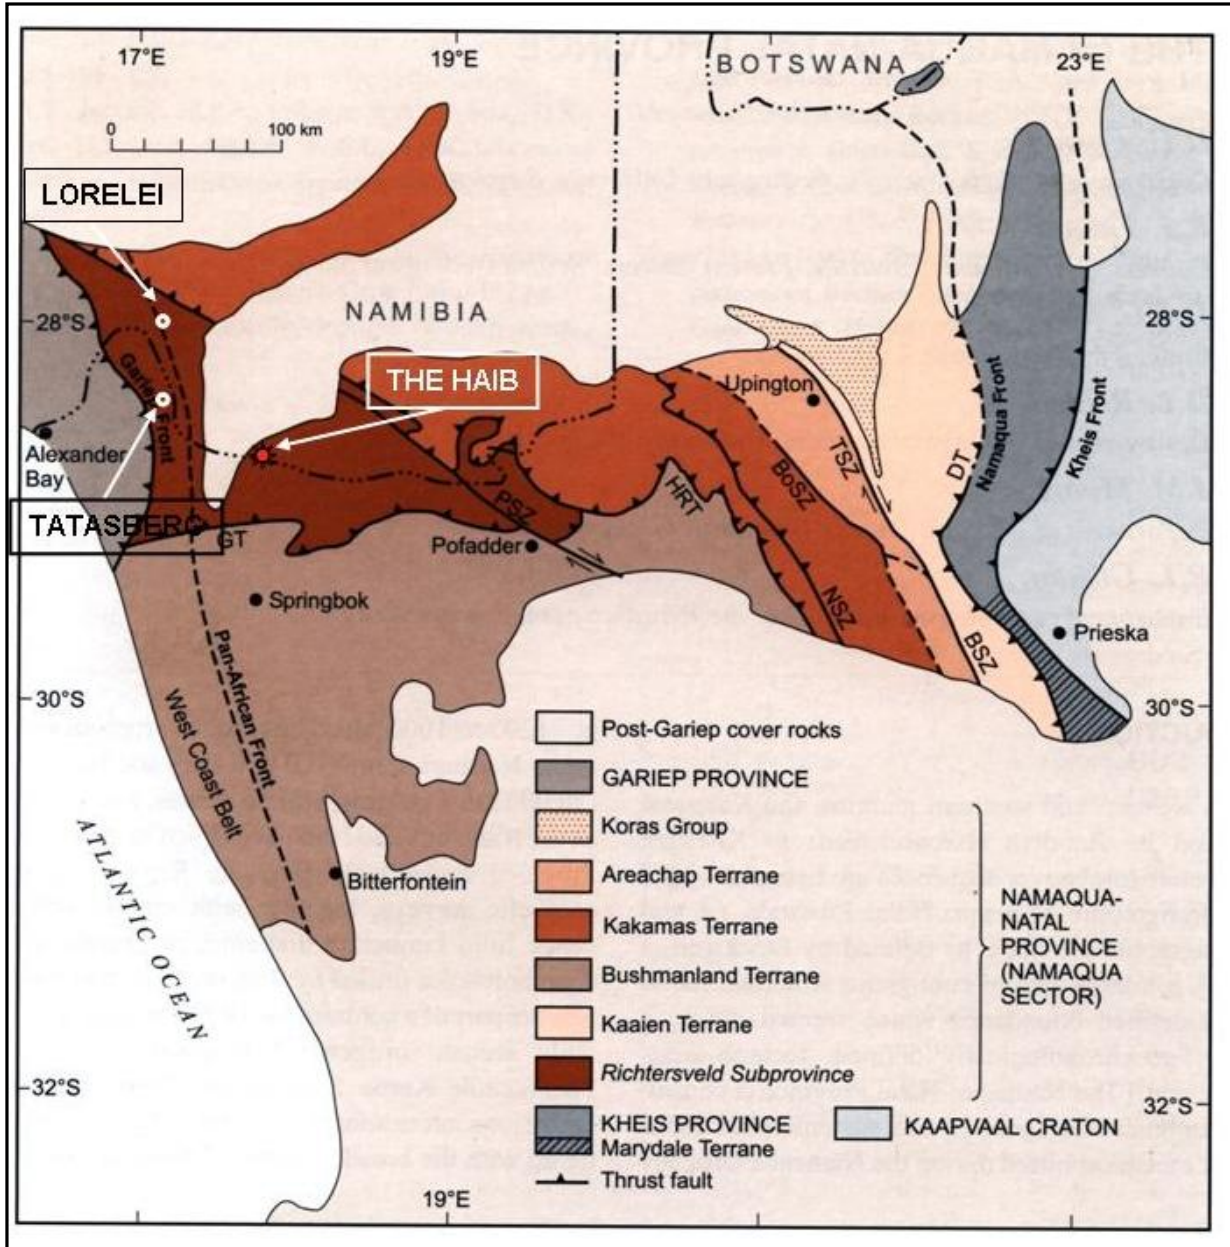 17°E
19°E
BOTSWANA
23°E
0
100 km
LORELEI
NAMIBIA
28°S
28°S
THE HAIB
Upington
Gariep Front
Alexander
Bay
TSZ
DT
Namaqua Front
Kheis Front
BoSZ
HRT
PSZ
TATASBERG
GT
Pofadder
Springbok
NSZ
BSZ
Prieska
30°S
30°S
Pan-African Front
West Coast Belt
Bitterfontein
ATLANTIC OCEAN
Post-Gariep cover rocks
GARIEP PROVINCE
Koras Group
Areachap Terrane
Kakamas Terrane
Bushmanland Terrane
Kaaien Terrane
Richtersveld Subprovince
KHEIS PROVINCE
Marydale Terrane
Thrust fault
NAMAQUA-
NATAL
PROVINCE
(NAMAQUA
SECTOR)
KAAPVAAL CRATON
32°S
32°S
19°E